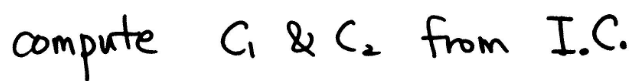 compute C₁ & C₂ from I.C.